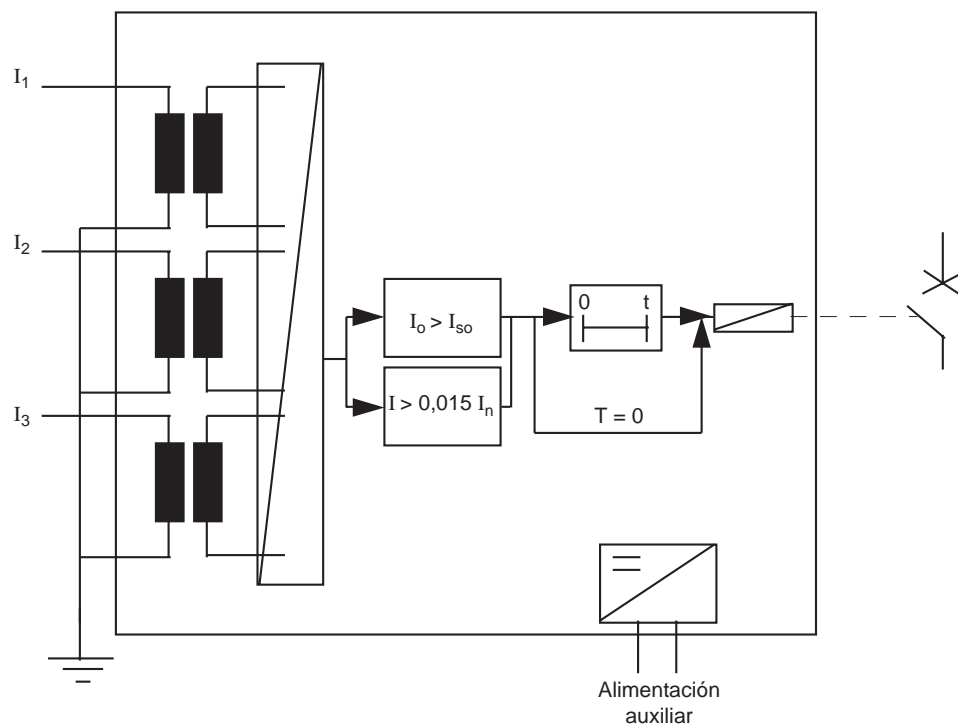 I₁
I₂
I₃
Iₒ > Iₛₒ
I > 0,015 Iₙ
0 t
T = 0
Alimentación
auxiliar